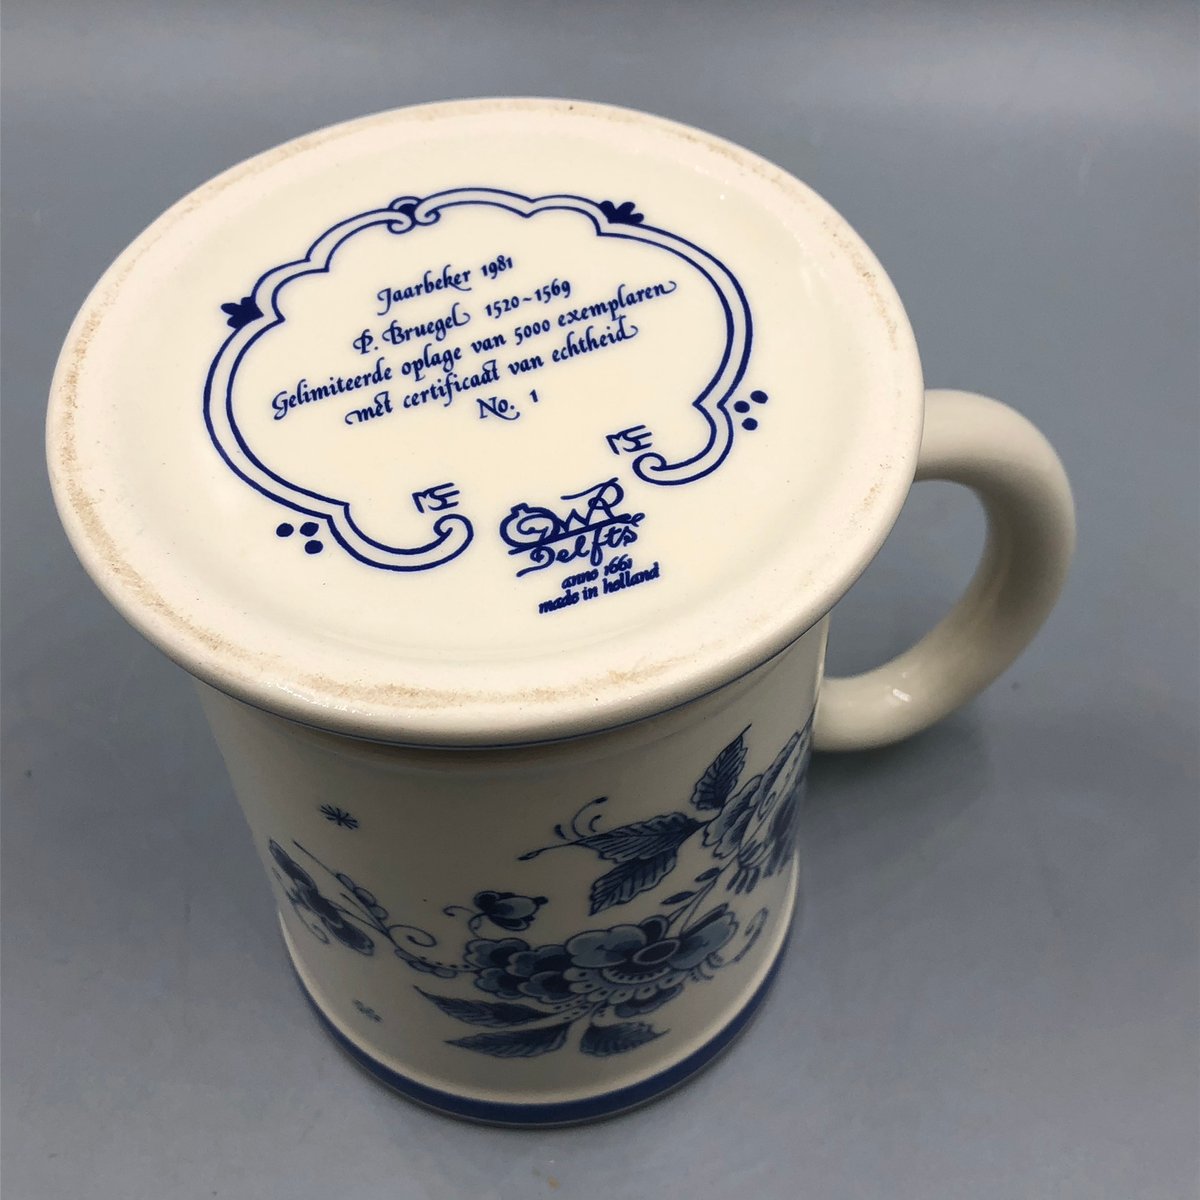 Jaarbeker 1981
P. Bruegel 1520~1569
Gelimiteerde oplage van 5000 exemplaren
met certificaat van echtheid
No. 1
Delfts
anno 1661
made in holland